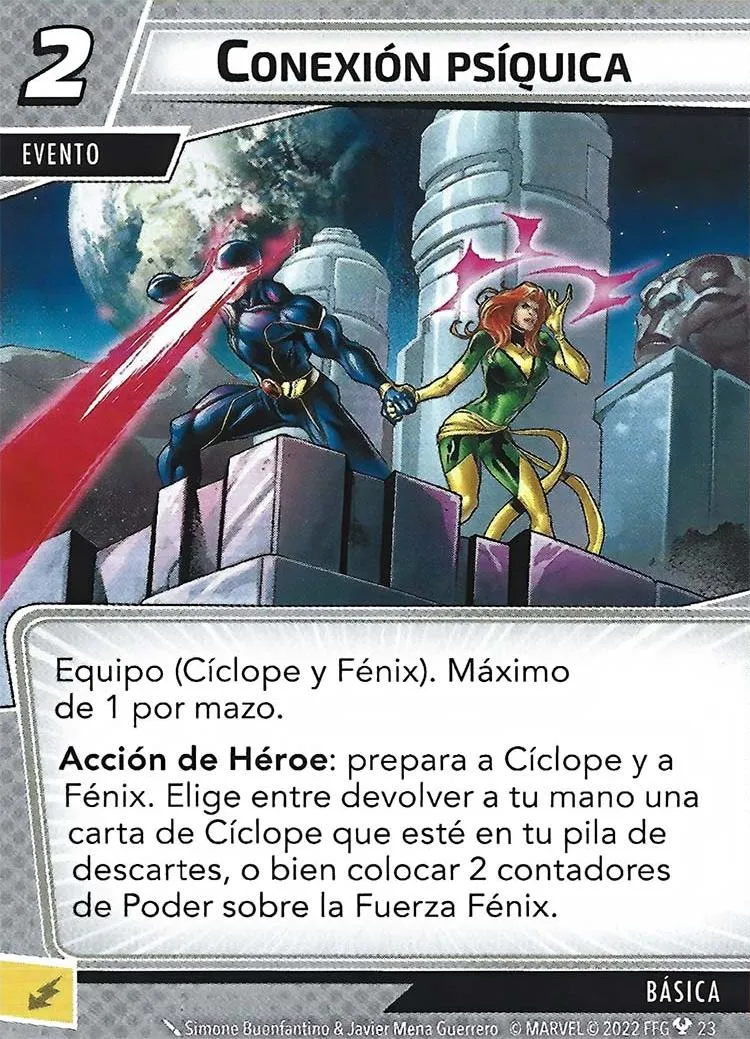 2
CONEXIÓN PSÍQUICA
EVENTO
Equipo (Cíclope y Fénix). Máximo
de 1 por mazo.
Acción de Héroe: prepara a Cíclope y a
Fénix. Elige entre devolver a tu mano una
carta de Cíclope que esté en tu pila de
descartes, o bien colocar 2 contadores
de Poder sobre la Fuerza Fénix.
BÁSICA
Simone Buonfantino & Javier Mena Guerrero © MARVEL © 2022 FFG 23